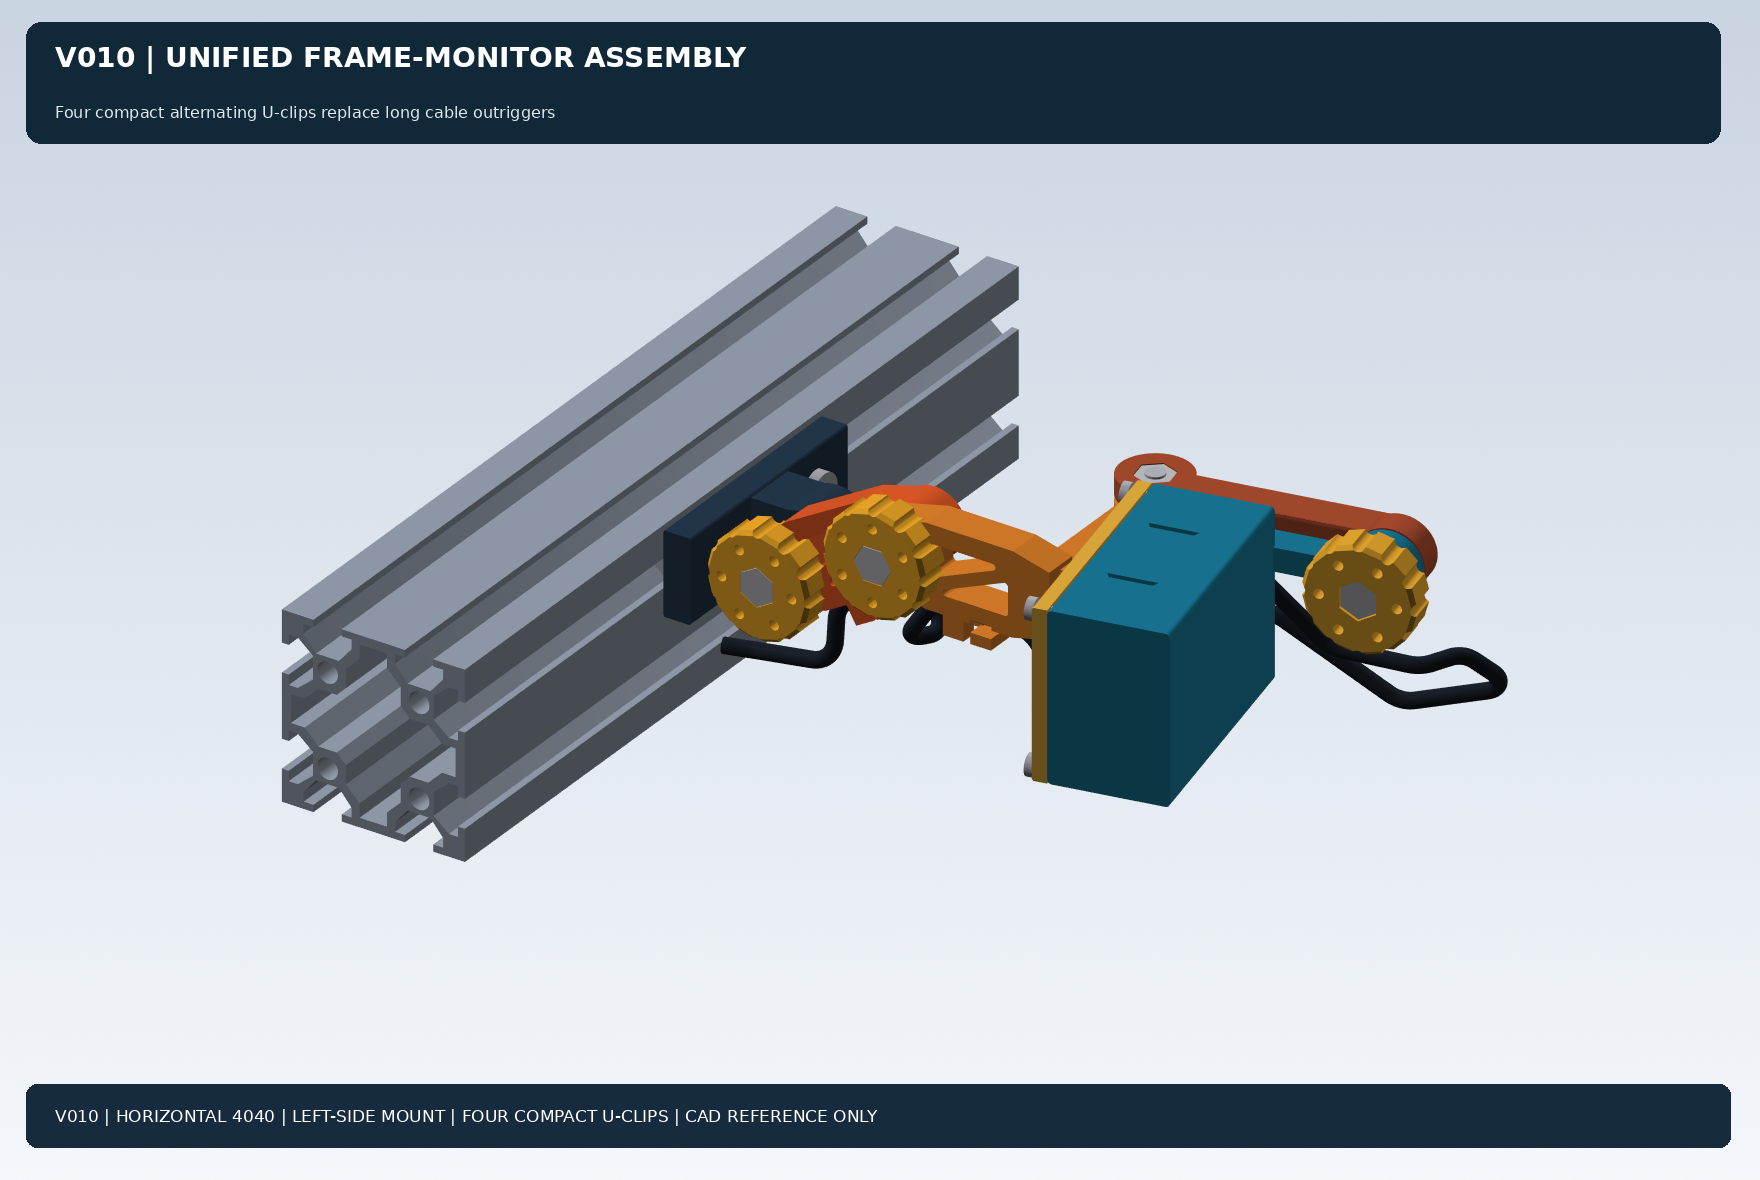 V010 | UNIFIED FRAME-MONITOR ASSEMBLY
Four compact alternating U-clips replace long cable outriggers
V010 | HORIZONTAL 4040 | LEFT-SIDE MOUNT | FOUR COMPACT U-CLIPS | CAD REFERENCE ONLY